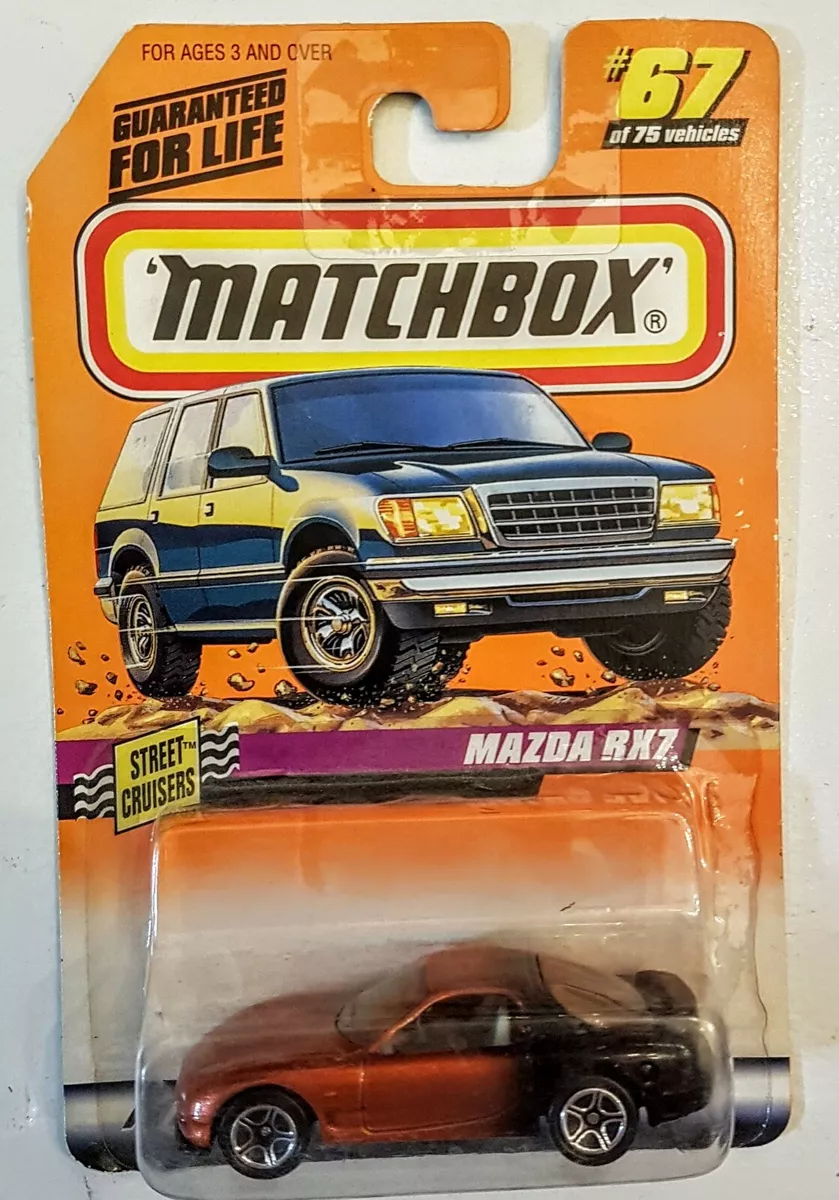 FOR AGES 3 AND OVER
GUARANTEED
FOR LIFE
#67
of 75 vehicles
'MATCHBOX'®
STREET™
CRUISERS
MAZDA RX7